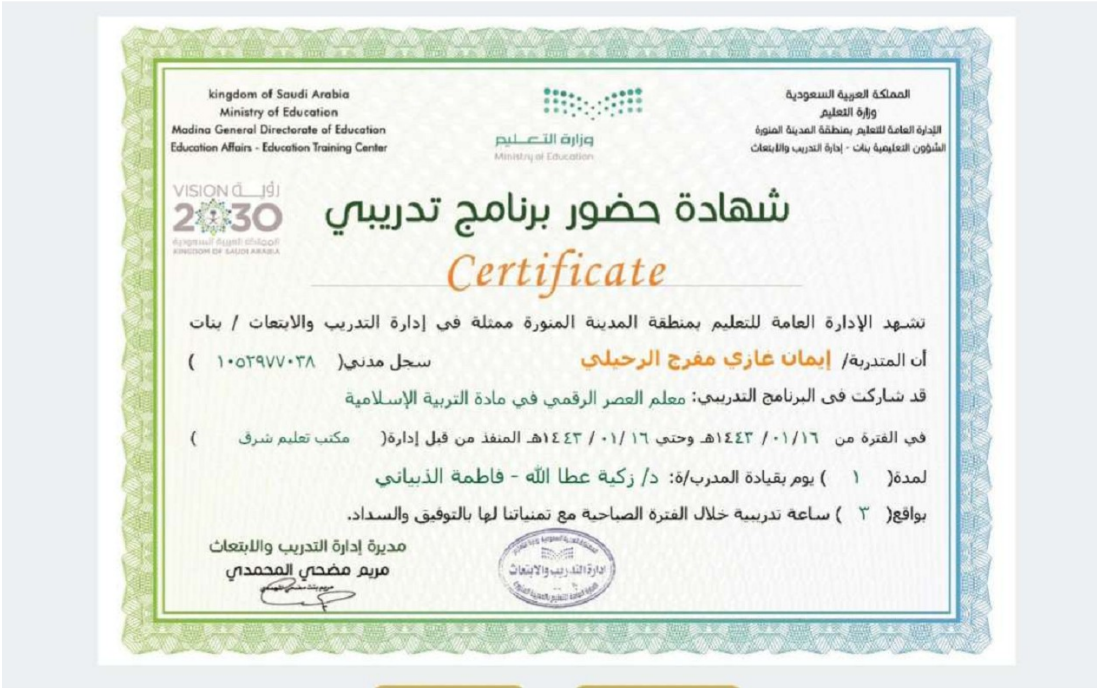 kingdom of Saudi Arabia
Ministry of Education
Madina General Directorate of Education
Education Affairs - Education Training Center
وزارة التعليم
Ministry of Education
المملكة العربية السعودية
وزارة التعليم
الإدارة العامة للتعليم بمنطقة المدينة المنورة
الشؤون التعليمية بنات - إدارة التدريب والابتعاث
VISION رؤية
2030
المملكة العربية السعودية
KINGDOM OF SAUDI ARABIA
شهادة حضور برنامج تدريبي
Certificate
تشهد الإدارة العامة للتعليم بمنطقة المدينة المنورة ممثلة في إدارة التدريب والابتعاث / بنات
أن المتدربة/ إيمان غازي مفرج الرحيلي سجل مدني( ١٠٥٢٩٧٧٠٣٨ )
قد شاركت في البرنامج التدريبي: معلم العصر الرقمي في مادة التربية الإسلامية
في الفترة من ٠١/١٦/ ١٤٤٣هـ وحتى ١٦ /٠١ / ١٤٤٣هـ المنفذ من قبل إدارة( مكتب تعليم شرق )
لمدة( ١ ) يوم بقيادة المدرب/ة: د/ زكية عطا الله - فاطمة الذبياني
بواقع( ٣ ) ساعة تدريبية خلال الفترة الصباحية مع تمنياتنا لها بالتوفيق والسداد.
مديرة إدارة التدريب والابتعاث
مريم مضحي المحمدي
إدارة التدريب والابتعاث